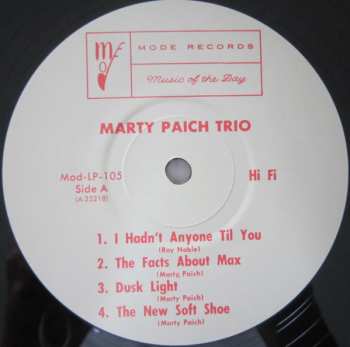 MODE RECORDS
Music of the Day
MARTY PAICH TRIO
Mod-LP-105 Hi Fi
Side A
(A 25218)
1. I Hadn't Anyone Til You
(Ray Noble)
2. The Facts About Max
(Marty Paich)
3. Dusk Light
(Marty Paich)
4. The New Soft Shoe
(Marty Paich)